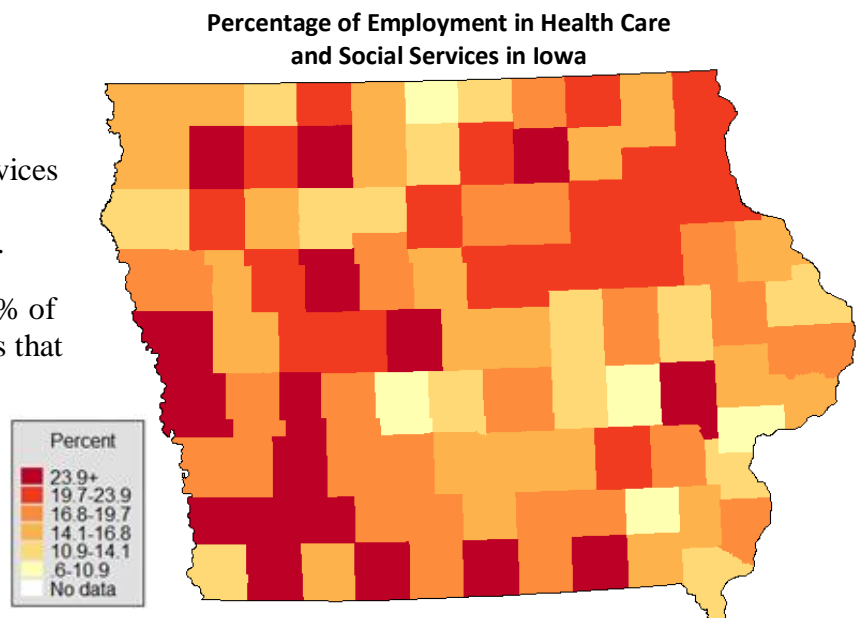 Percentage of Employment in Health Care
and Social Services in Iowa
vices
.
% of
s that
Percent
23.9+
19.7-23.9
16.8-19.7
14.1-16.8
10.9-14.1
.6-10.9
No data